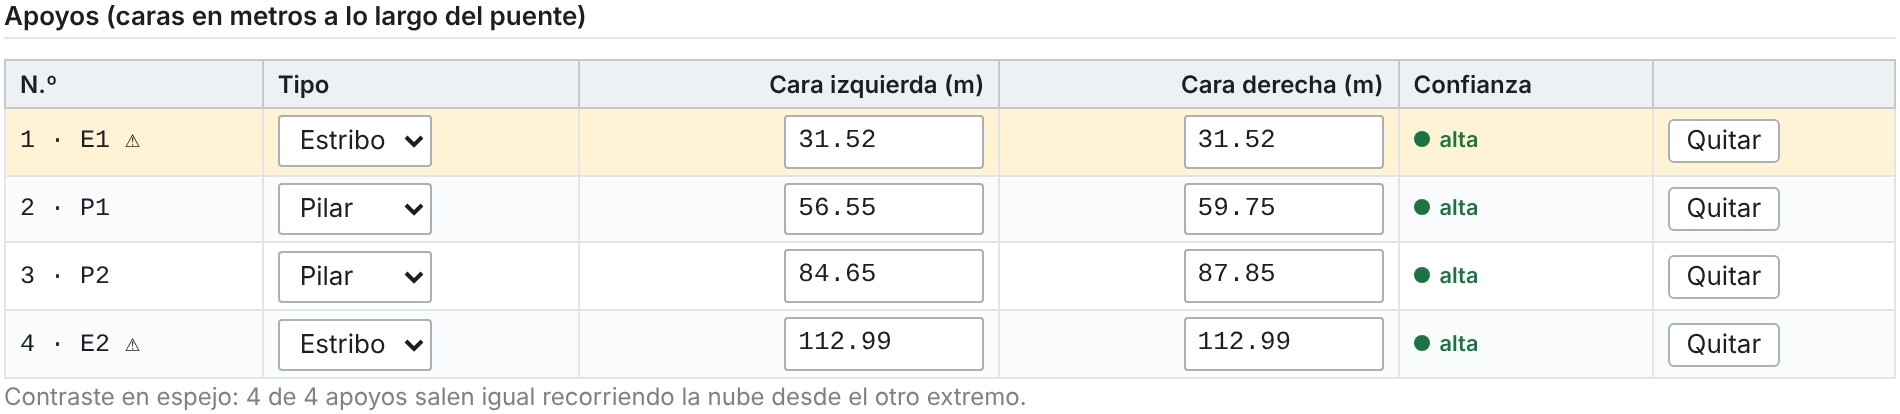 Apoyos (caras en metros a lo largo del puente)
N.º Tipo Cara izquierda (m) Cara derecha (m) Confianza
1 · E1 ⚠ Estribo 31.52 31.52 alta Quitar
2 · P1 Pilar 56.55 59.75 alta Quitar
3 · P2 Pilar 84.65 87.85 alta Quitar
4 · E2 ⚠ Estribo 112.99 112.99 alta Quitar
Contraste en espejo: 4 de 4 apoyos salen igual recorriendo la nube desde el otro extremo.